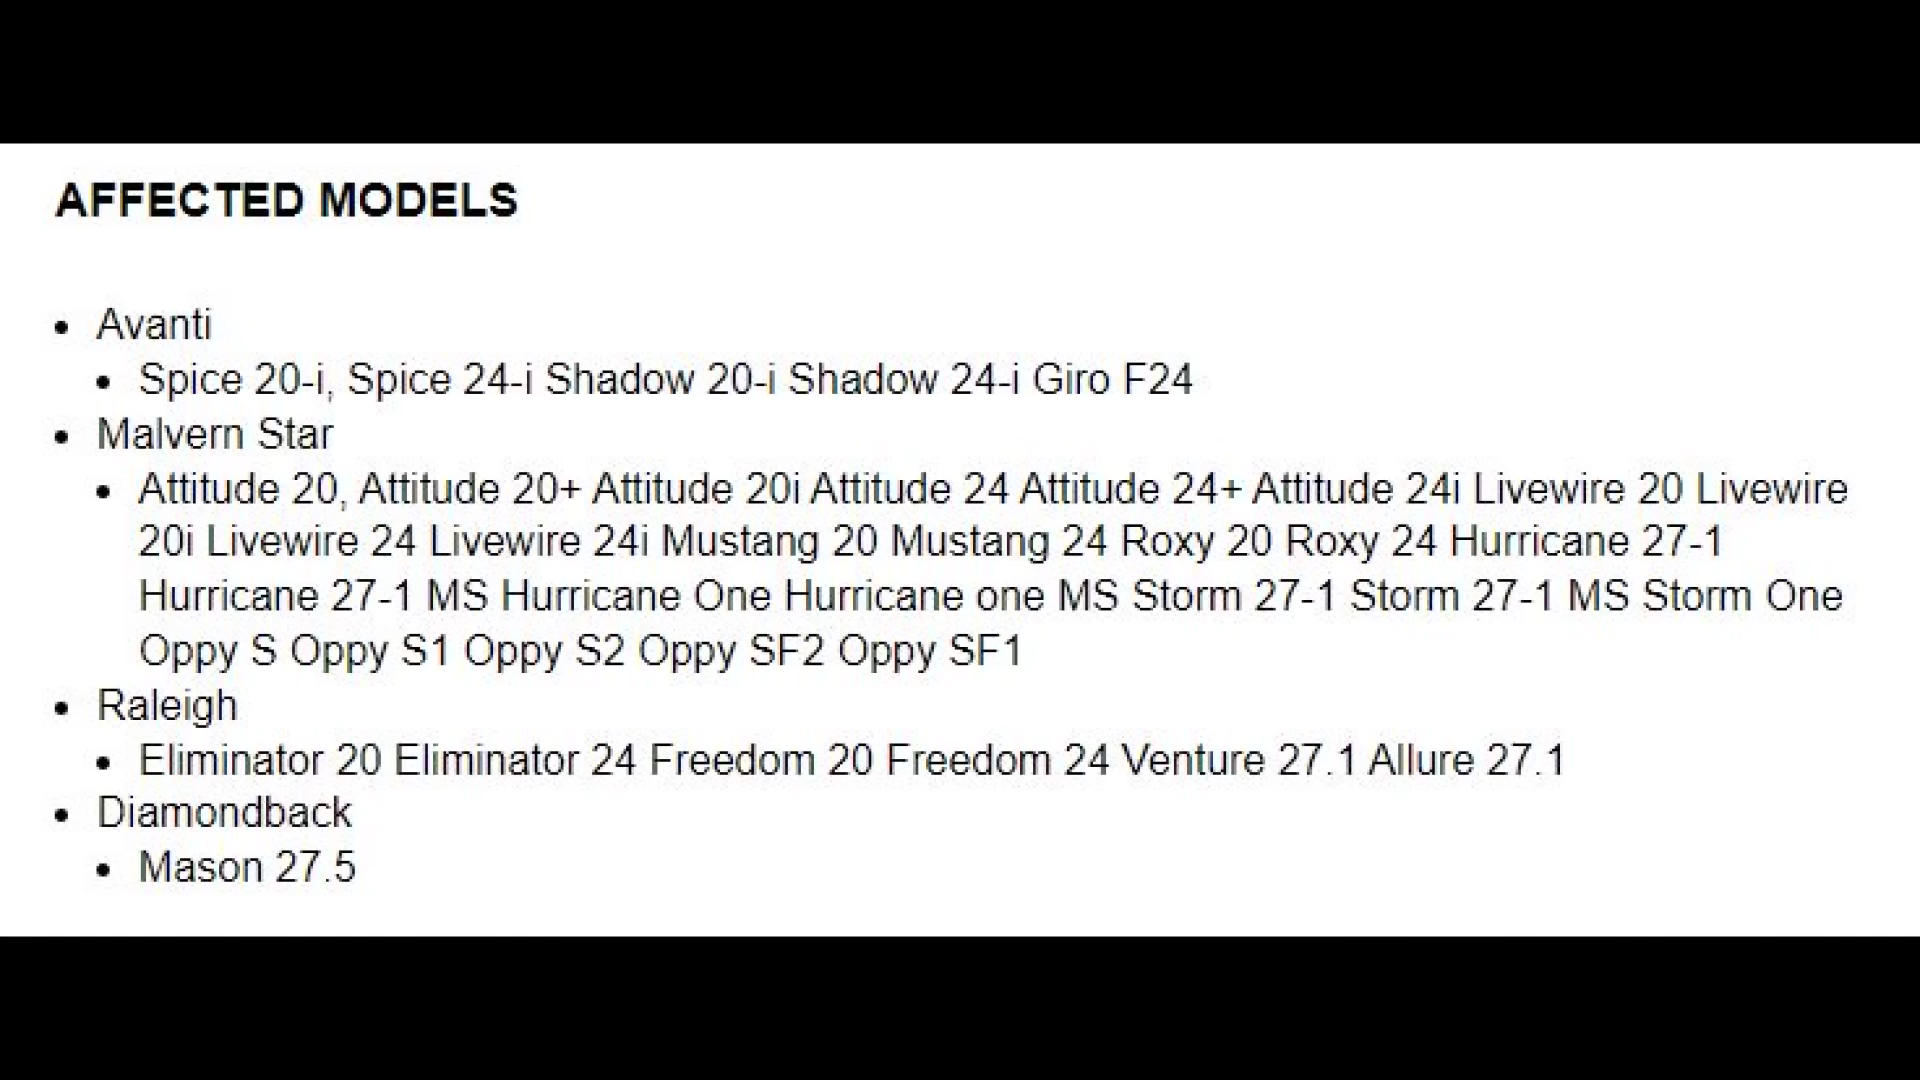 AFFECTED MODELS
• Avanti
• Spice 20-i, Spice 24-i Shadow 20-i Shadow 24-i Giro F24
• Malvern Star
• Attitude 20, Attitude 20+ Attitude 20i Attitude 24 Attitude 24+ Attitude 24i Livewire 20 Livewire
20i Livewire 24 Livewire 24i Mustang 20 Mustang 24 Roxy 20 Roxy 24 Hurricane 27-1
Hurricane 27-1 MS Hurricane One Hurricane one MS Storm 27-1 Storm 27-1 MS Storm One
Oppy S Oppy S1 Oppy S2 Oppy SF2 Oppy SF1
• Raleigh
• Eliminator 20 Eliminator 24 Freedom 20 Freedom 24 Venture 27.1 Allure 27.1
• Diamondback
• Mason 27.5